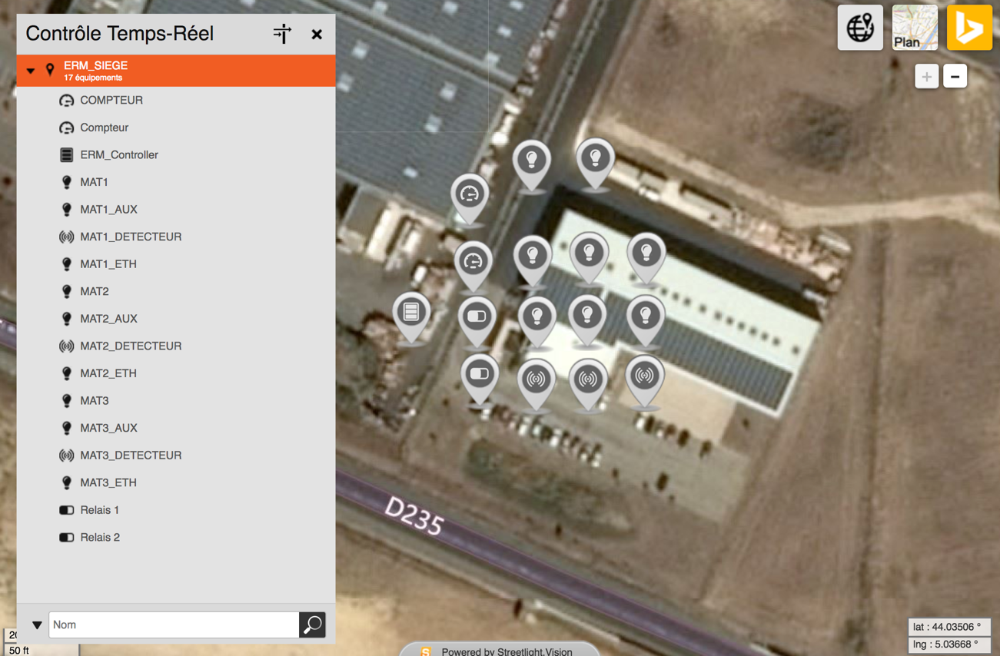 Contrôle Temps-Réel
ERM_SIEGE
17 équipements
COMPTEUR
Compteur
ERM_Controller
MAT1
MAT1_AUX
MAT1_DETECTEUR
MAT1_ETH
MAT2
MAT2_AUX
MAT2_DETECTEUR
MAT2_ETH
MAT3
MAT3_AUX
MAT3_DETECTEUR
MAT3_ETH
Relais 1
Relais 2
Nom
50 ft
Plan
D235
lat : 44.03506 °
lng : 5.03668 °
S Powered by Streetlight.Vision